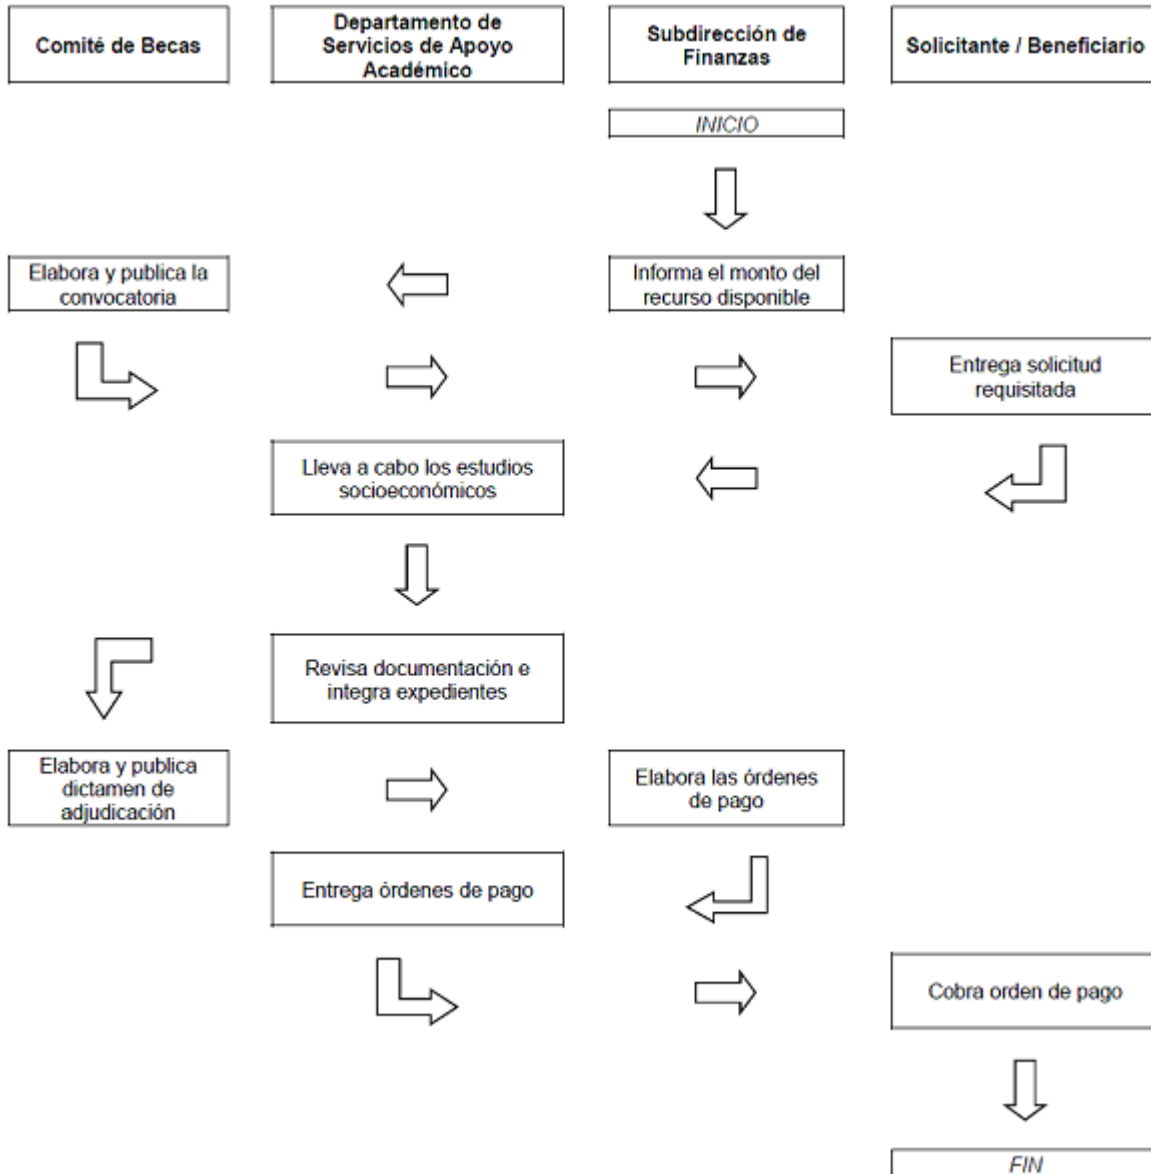 Comité de Becas
Departamento de
Servicios de Apoyo
Académico
Subdirección de
Finanzas
Solicitante / Beneficiario
INICIO
Elabora y publica la
convocatoria
Informa el monto del
recurso disponible
Entrega solicitud
requisitada
Lleva a cabo los estudios
socioeconómicos
Revisa documentación e
integra expedientes
Elabora y publica
dictamen de
adjudicación
Elabora las órdenes
de pago
Entrega órdenes de pago
Cobra orden de pago
FIN